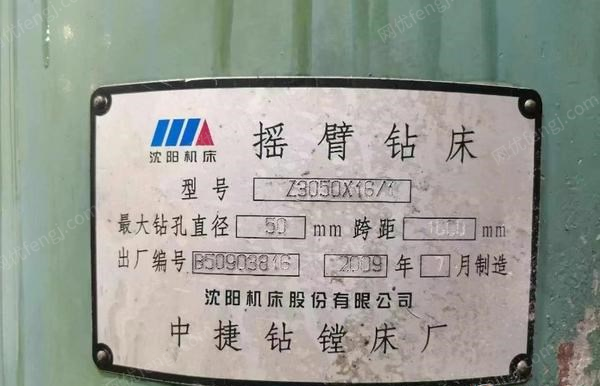 摇臂钻床
沈阳机床
型号 Z3050X16/1
最大钻孔直径 50 mm 跨距 1600 mm
出厂编号 B50903816 2009 年 7 月制造
沈阳机床股份有限公司
中捷钻镗床厂